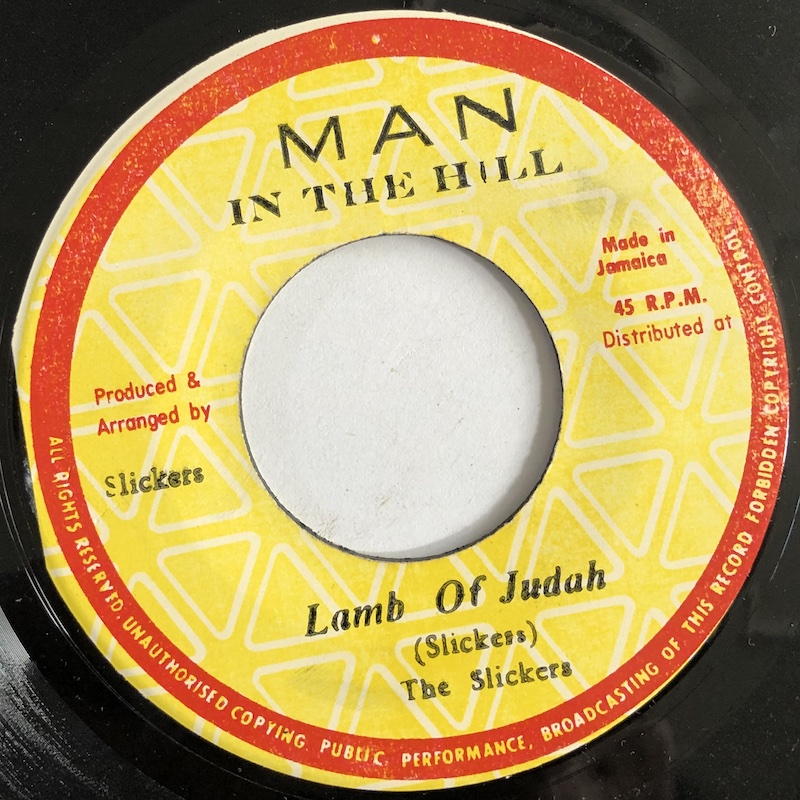 MAN
IN THE HILL
Made in
Jamaica
45 R.P.M.
Distributed at
Produced &
Arranged by
Slickers
Lamb Of Judah
(Slickers)
The Slickers
ALL RIGHTS RESERVED. UNAUTHORISED COPYING, PUBLIC PERFORMANCE, BROADCASTING OF THIS RECORD FORBIDDEN COPYRIGHT CONTROL